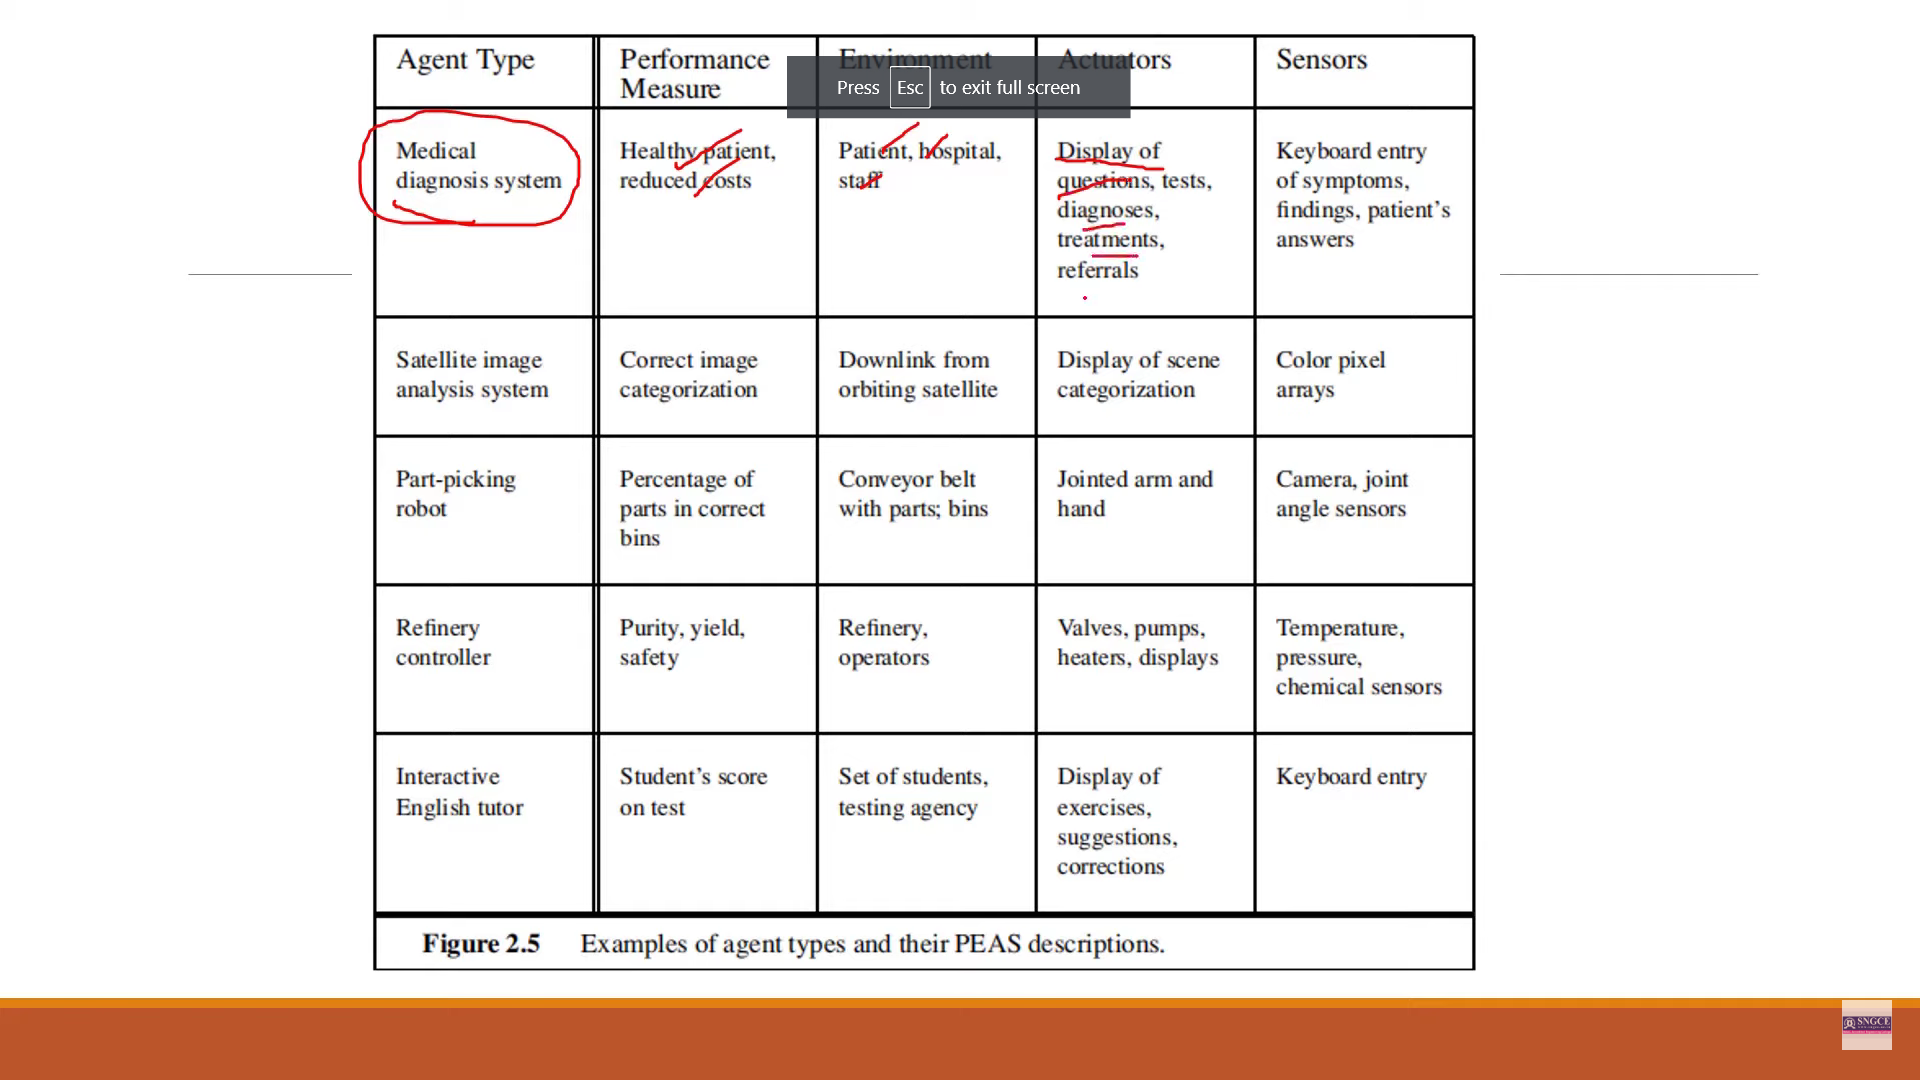 Agent Type
Performance
Measure
Environment
Actuators
Sensors
Press Esc to exit full screen
Medical
diagnosis system
Healthy patient,
reduced costs
Patient, hospital,
staff
Display of
questions, tests,
diagnoses,
treatments,
referrals
Keyboard entry
of symptoms,
findings, patient’s
answers
Satellite image
analysis system
Correct image
categorization
Downlink from
orbiting satellite
Display of scene
categorization
Color pixel
arrays
Part-picking
robot
Percentage of
parts in correct
bins
Conveyor belt
with parts; bins
Jointed arm and
hand
Camera, joint
angle sensors
Refinery
controller
Purity, yield,
safety
Refinery,
operators
Valves, pumps,
heaters, displays
Temperature,
pressure,
chemical sensors
Interactive
English tutor
Student’s score
on test
Set of students,
testing agency
Display of
exercises,
suggestions,
corrections
Keyboard entry
Figure 2.5 Examples of agent types and their PEAS descriptions.
SNGCE